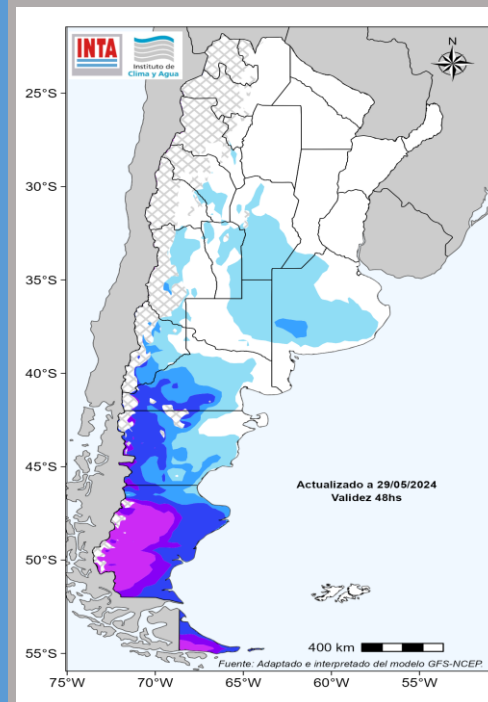 INTA
Instituto de
Clima y Agua
N
25°S
30°S
35°S
40°S
45°S
50°S
55°S
Actualizado a 29/05/2024
Validez 48hs
400 km
Fuente: Adaptado e interpretado del modelo GFS-NCEP.
75°W
70°W
65°W
60°W
55°W